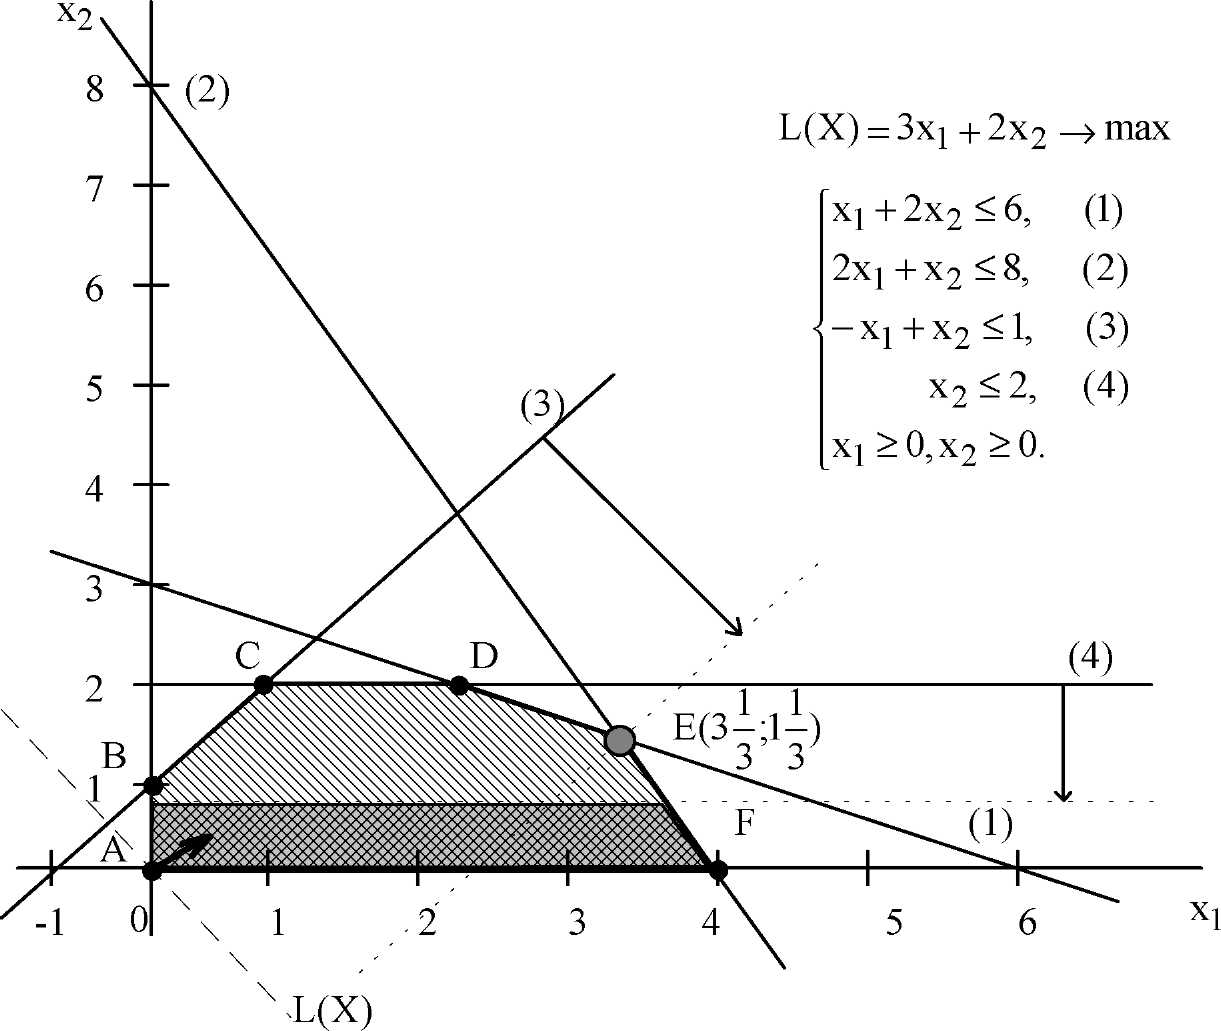 x₂
8
(2)
L(X) = 3x₁ + 2x₂ → max
7
x₁ + 2x₂ ≤ 6, (1)
6
2x₁ + x₂ ≤ 8, (2)
− x₁ + x₂ ≤ 1, (3)
5
(3)
x₂ ≤ 2, (4)
x₁ ≥ 0, x₂ ≥ 0.
4
3
C
D
(4)
2
E(3 1/3; 1 1/3)
B
1
F
(1)
A
-1
0
1
2
3
4
5
6
x₁
L(X)